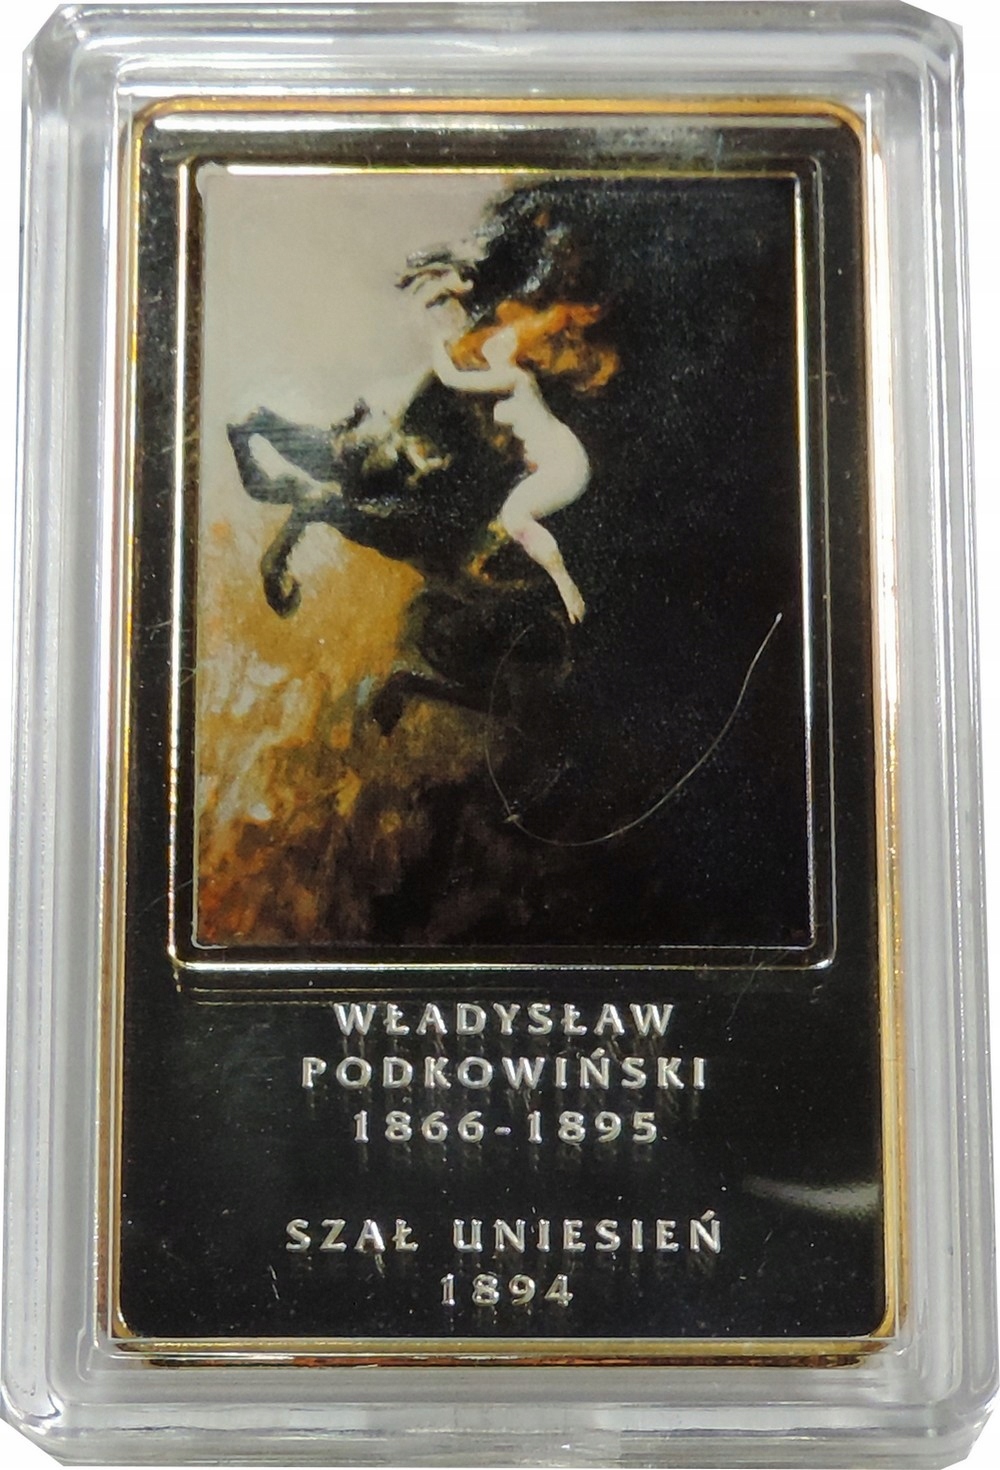 WŁADYSŁAW
PODKOWIŃSKI
1866-1895
SZAŁ UNIESIEŃ
1894